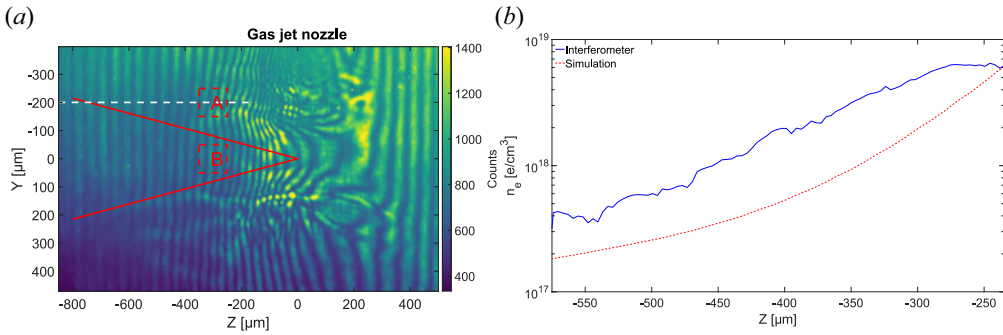 (a)
Gas jet nozzle
Y [μm]
-300
-200
-100
0
100
200
300
400
A
B
-800
-600
-400
-200
0
200
400
Z [μm]
1400
1200
1000
800
600
400
Counts
(b)
10^19
10^18
10^17
n_e [e/cm^3]
Interferometer
Simulation
-550
-500
-450
-400
-350
-300
-250
Z [μm]